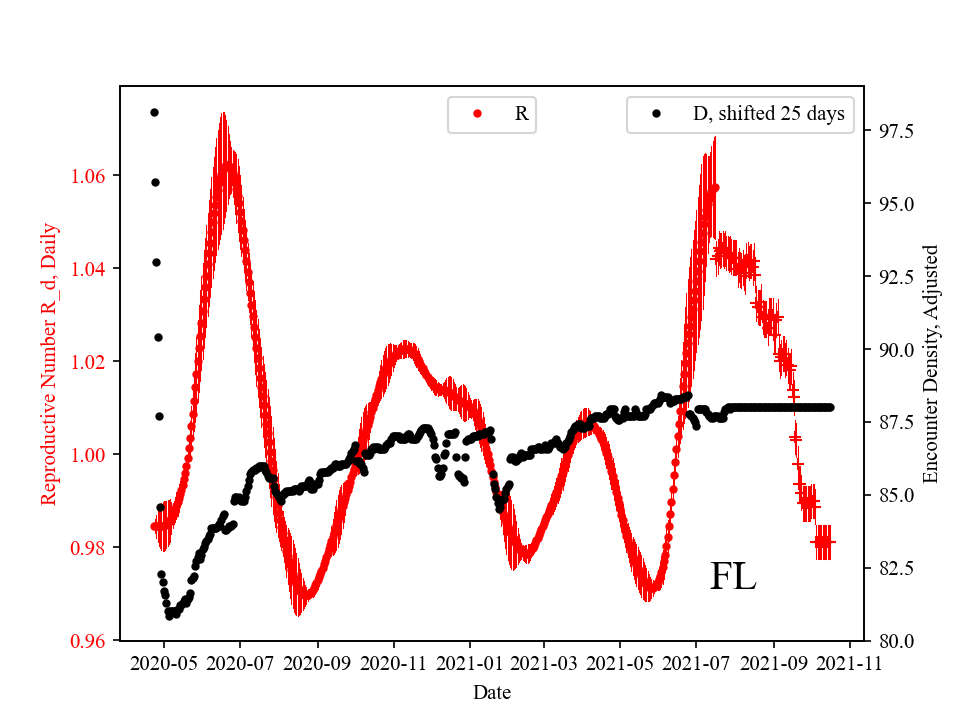 R
D, shifted 25 days
Reproductive Number R_d, Daily
1.06
1.04
1.02
1.00
0.98
0.96
97.5
95.0
92.5
90.0
87.5
85.0
82.5
80.0
Encounter Density, Adjusted
FL
2020-05 2020-07 2020-09 2020-11 2021-01 2021-03 2021-05 2021-07 2021-09 2021-11
Date